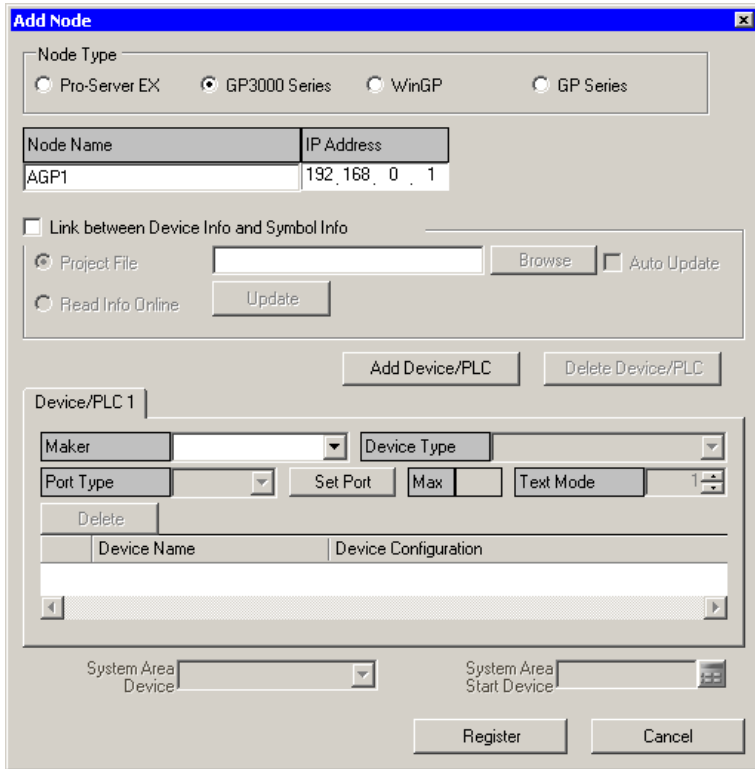 Add Node
Node Type
Pro-Server EX GP3000 Series WinGP GP Series
Node Name IP Address
AGP1 192.168. 0 . 1
Link between Device Info and Symbol Info
Project File Browse Auto Update
Read Info Online Update
Add Device/PLC Delete Device/PLC
Device/PLC 1
Maker Device Type
Port Type Set Port Max Text Mode 1
Delete
Device Name Device Configuration
System Area Device System Area Start Device
Register Cancel